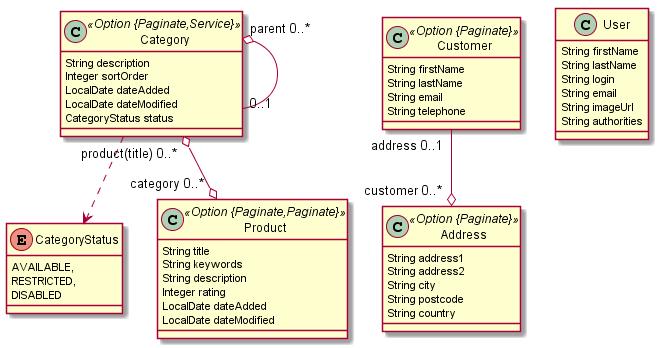 C «Option {Paginate,Service}»
Category
String description
Integer sortOrder
LocalDate dateAdded
LocalDate dateModified
CategoryStatus status
parent 0..*
0..1
C «Option {Paginate}»
Customer
String firstName
String lastName
String email
String telephone
C User
String firstName
String lastName
String login
String email
String imageUrl
String authorities
product(title) 0..*
category 0..*
address 0..1
customer 0..*
E CategoryStatus
AVAILABLE,
RESTRICTED,
DISABLED
C «Option {Paginate,Paginate}»
Product
String title
String keywords
String description
Integer rating
LocalDate dateAdded
LocalDate dateModified
C «Option {Paginate}»
Address
String address1
String address2
String city
String postcode
String country